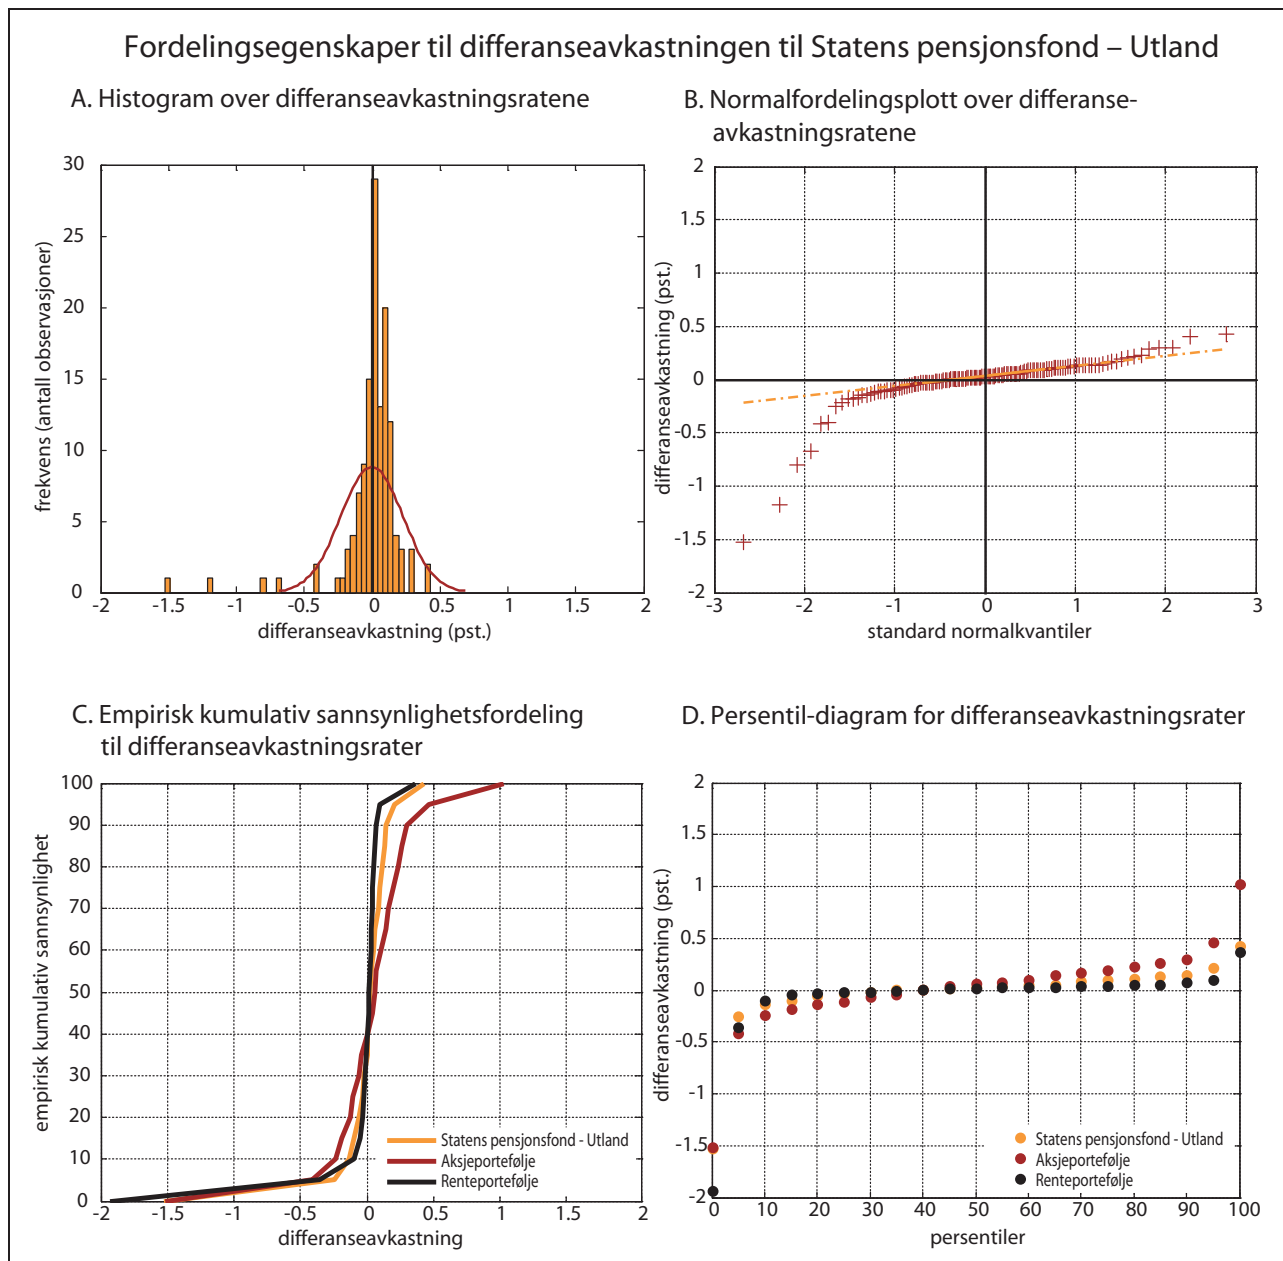 Fordelingsegenskaper til differanseavkastningen til Statens pensjonsfond – Utland
A. Histogram over differanseavkastningsratene
30
25
20
15
10
5
0
frekvens (antall observasjoner)
-2 -1.5 -1 -0.5 0 0.5 1 1.5 2
differanseavkastning (pst.)
B. Normalfordelingsplott over differanse-
avkastningsratene
2
1.5
1
0.5
0
-0.5
-1
-1.5
-2
differanseavkastning (pst.)
-3 -2 -1 0 1 2 3
standard normalkvantiler
C. Empirisk kumulativ sannsynlighetsfordeling
til differanseavkastningsrater
100
90
80
70
60
50
40
30
20
10
0
empirisk kumulativ sannsynlighet
Statens pensjonsfond - Utland
Aksjeportefølje
Renteportefølje
-2 -1.5 -1 -0.5 0 0.5 1 1.5 2
differanseavkastning
D. Persentil-diagram for differanseavkastningsrater
2
1.5
1
0.5
0
-0.5
-1
-1.5
-2
differanseavkastning (pst.)
Statens pensjonsfond - Utland
Aksjeportefølje
Renteportefølje
0 10 20 30 40 50 60 70 80 90 100
persentiler